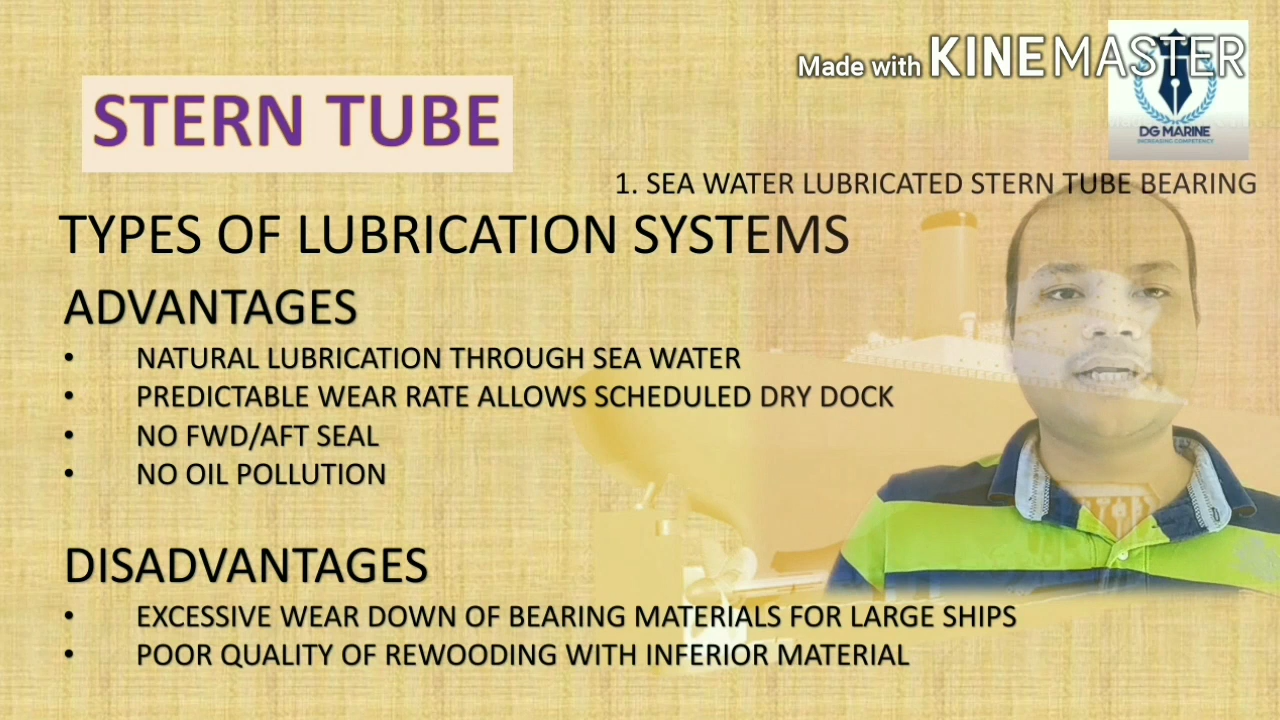 Made with KINEMASTER
STERN TUBE
DG MARINE
INCREASING COMPETENCY
1. SEA WATER LUBRICATED STERN TUBE BEARING
TYPES OF LUBRICATION SYSTEMS
ADVANTAGES
• NATURAL LUBRICATION THROUGH SEA WATER
• PREDICTABLE WEAR RATE ALLOWS SCHEDULED DRY DOCK
• NO FWD/AFT SEAL
• NO OIL POLLUTION
DISADVANTAGES
• EXCESSIVE WEAR DOWN OF BEARING MATERIALS FOR LARGE SHIPS
• POOR QUALITY OF REWOODING WITH INFERIOR MATERIAL